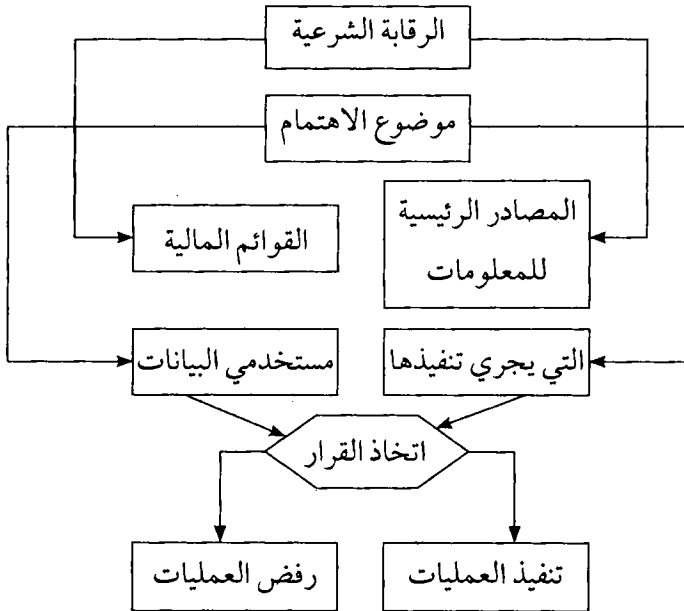 الرقابة الشرعية
موضوع الاهتمام
المصادر الرئيسية
للمعلومات
القوائم المالية
التي يجري تنفيذها
مستخدمي البيانات
اتخاذ القرار
تنفيذ العمليات
رفض العمليات